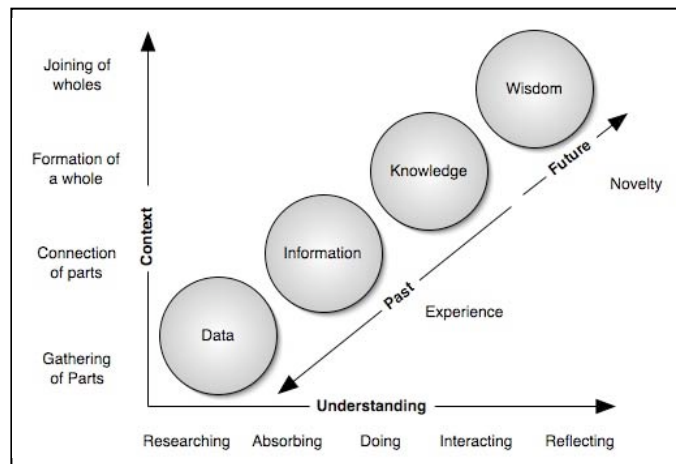 Joining of
wholes
Wisdom
Future
Formation of
a whole
Knowledge
Novelty
Context
Connection
of parts
Information
Past
Experience
Data
Gathering
of Parts
Understanding
Researching Absorbing Doing Interacting Reflecting